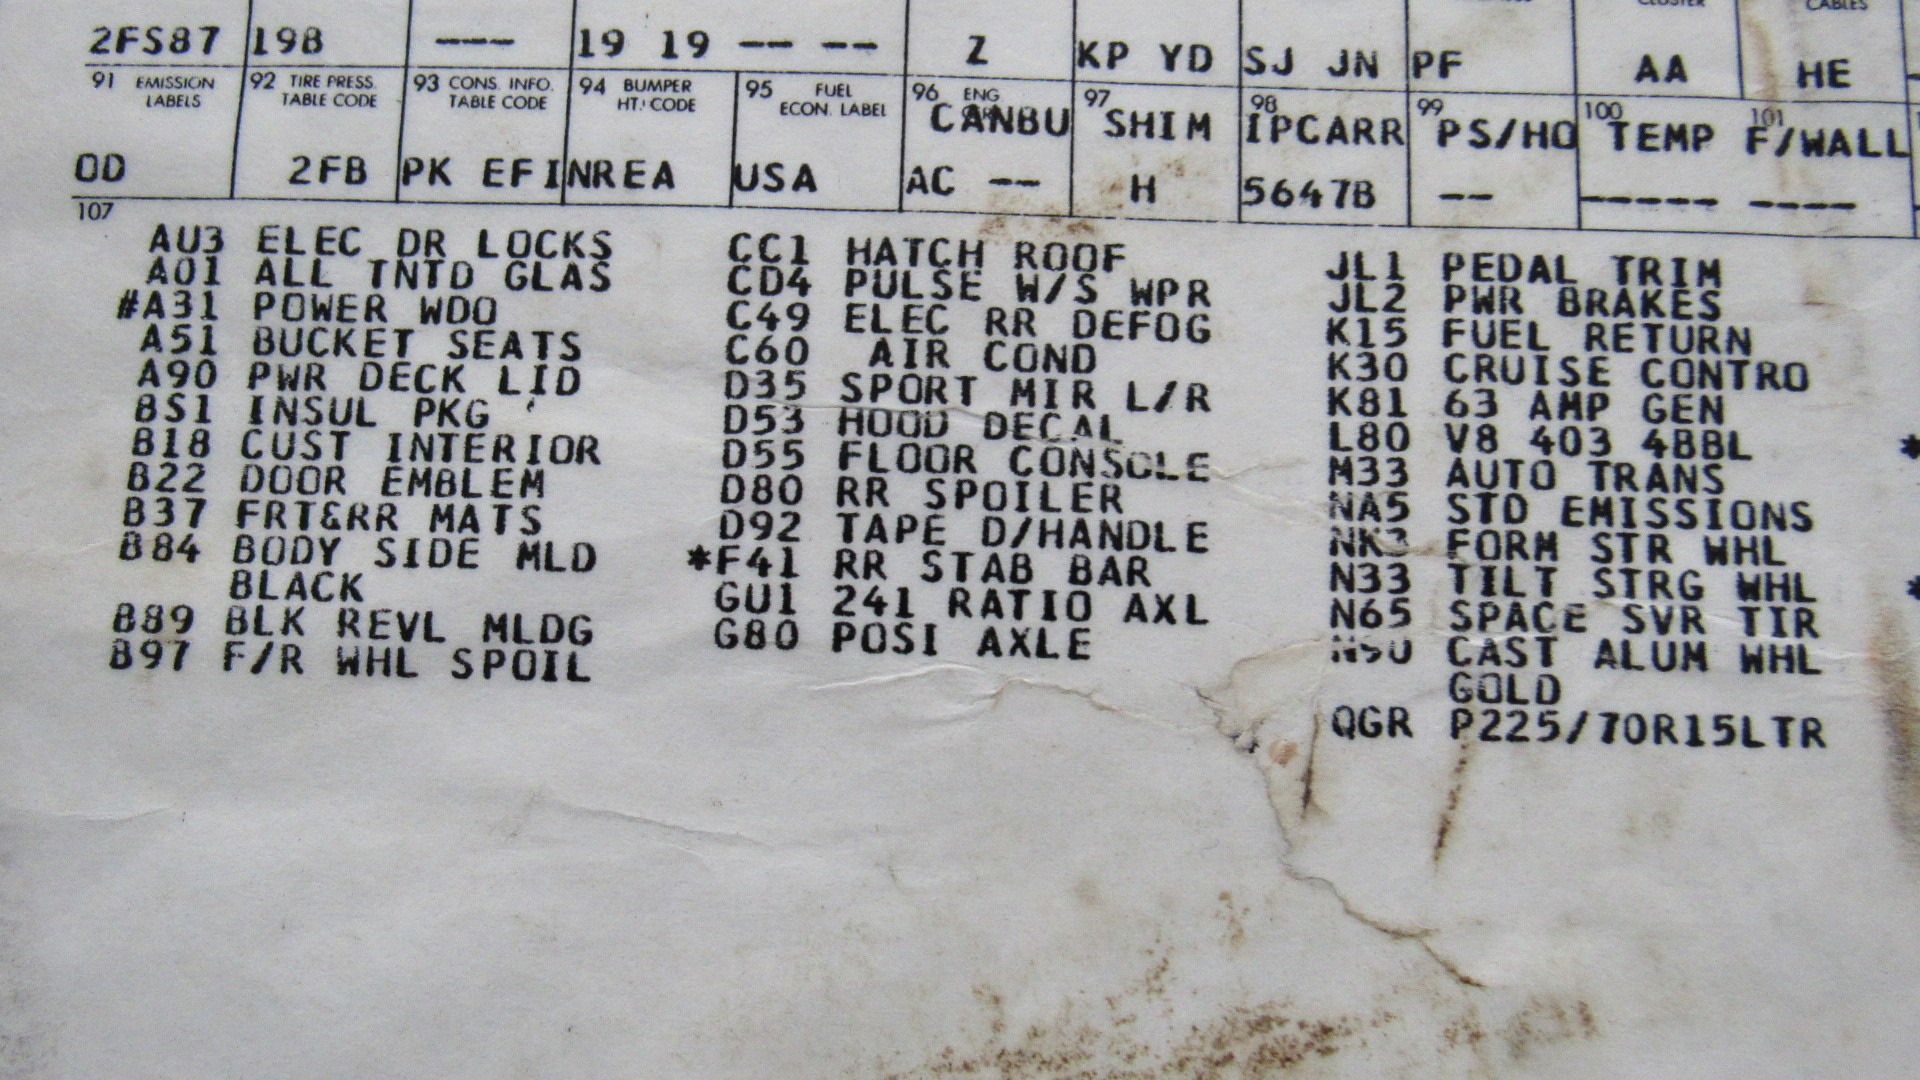 CLUSTER CABLES
2FS87 198 --- 19 19 -- -- Z KP YD SJ JN PF AA HE
91 EMISSION LABELS 92 TIRE PRESS. TABLE CODE 93 CONS. INFO. TABLE CODE 94 BUMPER HT. CODE 95 FUEL ECON. LABEL 96 ENG 97 98 99 100 101
CANBU SHIM IPCARR PS/HO TEMP F/WALL
OD 2FB PK EFINREA USA AC -- H 5647B -- ----- ----
107
AU3 ELEC DR LOCKS
A01 ALL TNTD GLAS
#A31 POWER WDO
A51 BUCKET SEATS
A90 PWR DECK LID
BS1 INSUL PKG
B18 CUST INTERIOR
B22 DOOR EMBLEM
B37 FRT&RR MATS
B84 BODY SIDE MLD
BLACK
B89 BLK REVL MLDG
B97 F/R WHL SPOIL
CC1 HATCH ROOF
CD4 PULSE W/S WPR
C49 ELEC RR DEFOG
C60 AIR COND
D35 SPORT MIR L/R
D53 HOOD DECAL
D55 FLOOR CONSOLE
D80 RR SPOILER
D92 TAPE D/HANDLE
*F41 RR STAB BAR
GU1 241 RATIO AXL
G80 POSI AXLE
JL1 PEDAL TRIM
JL2 PWR BRAKES
K15 FUEL RETURN
K30 CRUISE CONTRO
K81 63 AMP GEN
L80 V8 403 4BBL
M33 AUTO TRANS
NA5 STD EMISSIONS
NK3 FORM STR WHL
N33 TILT STRG WHL
N65 SPACE SVR TIR
N90 CAST ALUM WHL
GOLD
QGR P225/70R15LTR
*
*